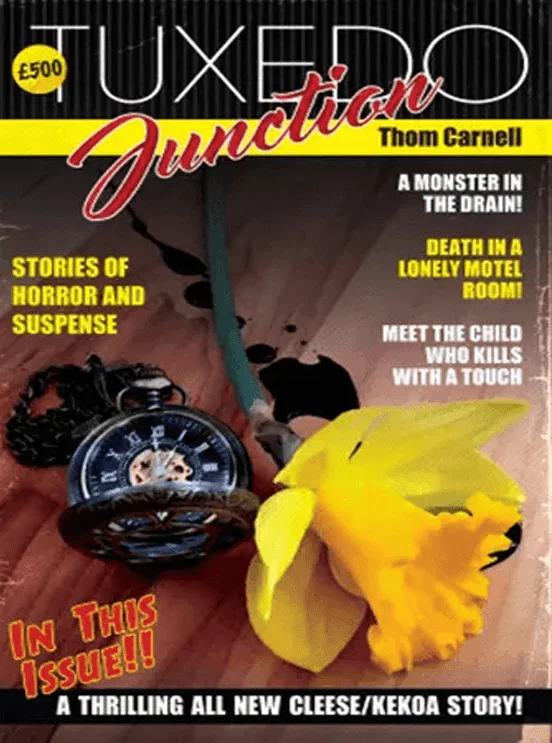 TUXEDO
£500
Junction
Thom Carnell
A MONSTER IN
THE DRAIN!
STORIES OF
HORROR AND
SUSPENSE
DEATH IN A
LONELY MOTEL
ROOM!
MEET THE CHILD
WHO KILLS
WITH A TOUCH
XII
IN THIS
ISSUE!!
A THRILLING ALL NEW CLEESE/KEKOA STORY!